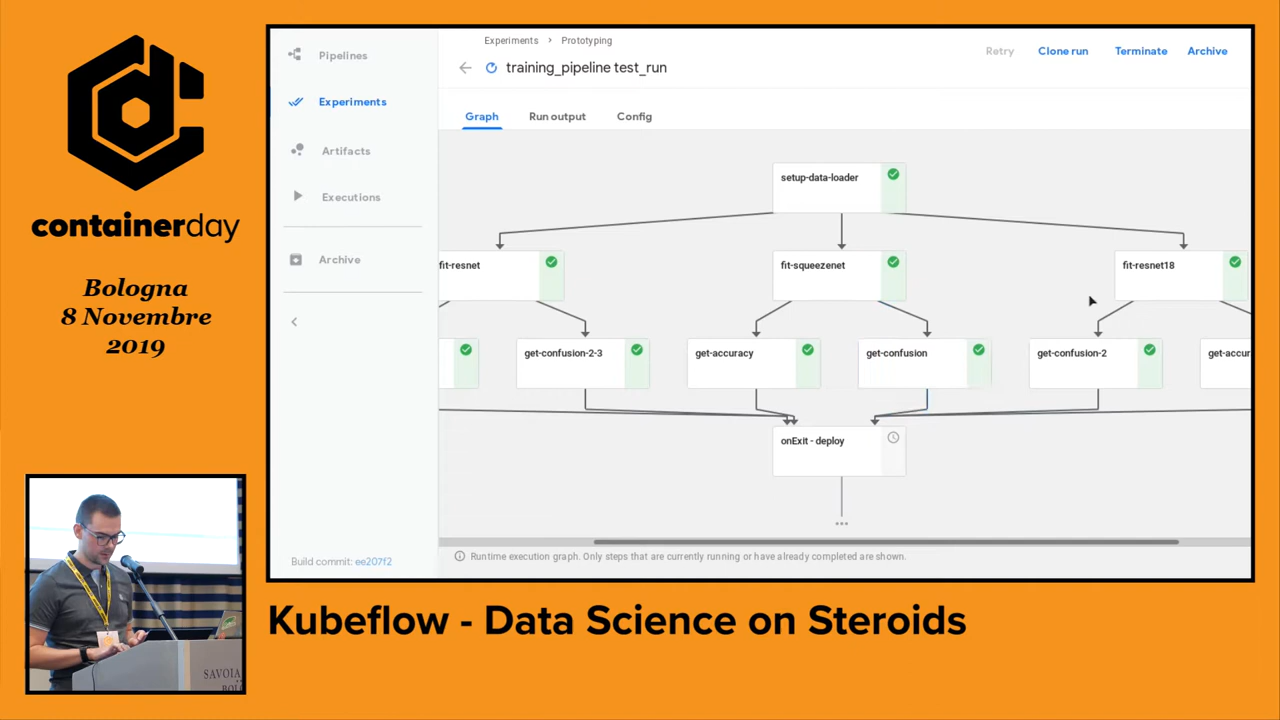 containerday
Bologna
8 Novembre
2019
Pipelines
Experiments
Artifacts
Executions
Archive
Build commit: ee207f2
Experiments > Prototyping
training_pipeline test_run
Retry
Clone run
Terminate
Archive
Graph
Run output
Config
setup-data-loader
fit-resnet
fit-squeezenet
fit-resnet18
get-confusion-2-3
get-accuracy
get-confusion
get-confusion-2
get-accur
onExit - deploy
Runtime execution graph. Only steps that are currently running or have already completed are shown.
SAVOIA
Kubeflow - Data Science on Steroids